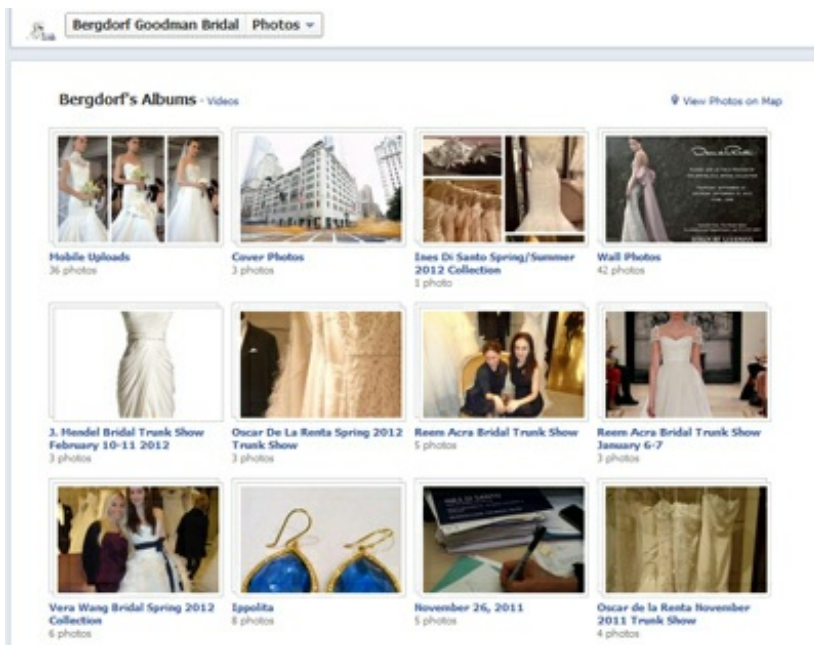 Bergdorf Goodman Bridal Photos
Bergdorf's Albums · Videos
View Photos on Map
Mobile Uploads
36 photos
Cover Photos
3 photos
Ines Di Santo Spring/Summer
2012 Collection
1 photo
Wall Photos
42 photos
J. Mendel Bridal Trunk Show
February 10-11 2012
3 photos
Oscar De La Renta Spring 2012
Trunk Show
3 photos
Reem Acra Bridal Trunk Show
5 photos
Reem Acra Bridal Trunk Show
January 6-7
3 photos
Vera Wang Bridal Spring 2012
Collection
6 photos
Ippolita
8 photos
INES DI SANTO
November 26, 2011
5 photos
Oscar de la Renta November
2011 Trunk Show
4 photos